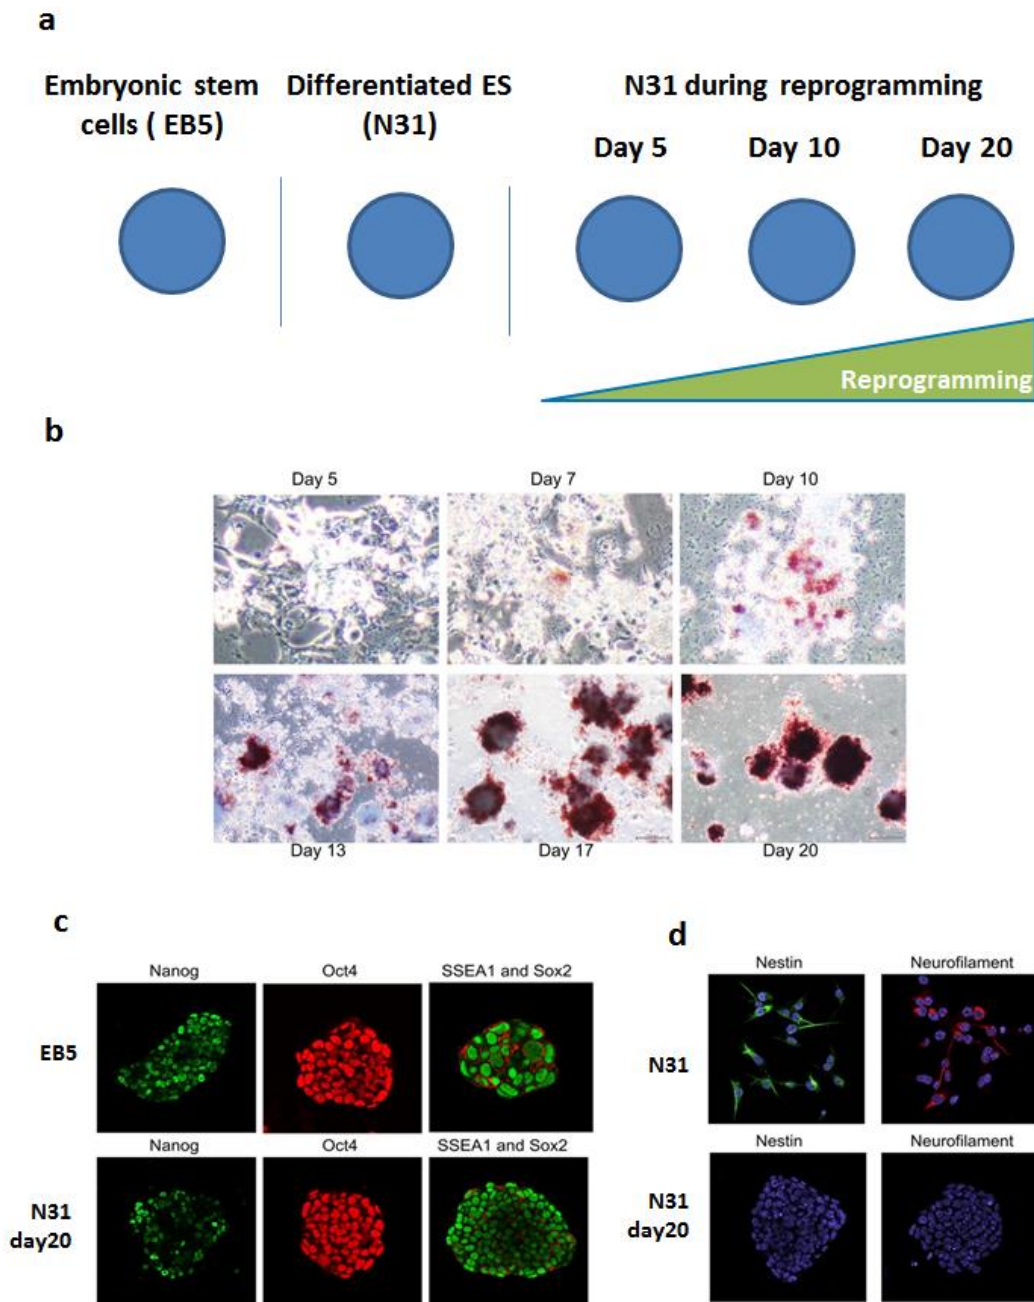 a
Embryonic stem
cells ( EB5)
Differentiated ES
(N31)
N31 during reprogramming
Day 5
Day 10
Day 20
Reprogramming
b
Day 5
Day 7
Day 10
Day 13
Day 17
Day 20
c
Nanog
Oct4
SSEA1 and Sox2
EB5
Nanog
Oct4
SSEA1 and Sox2
N31
day20
d
Nestin
Neurofilament
N31
Nestin
Neurofilament
N31
day20